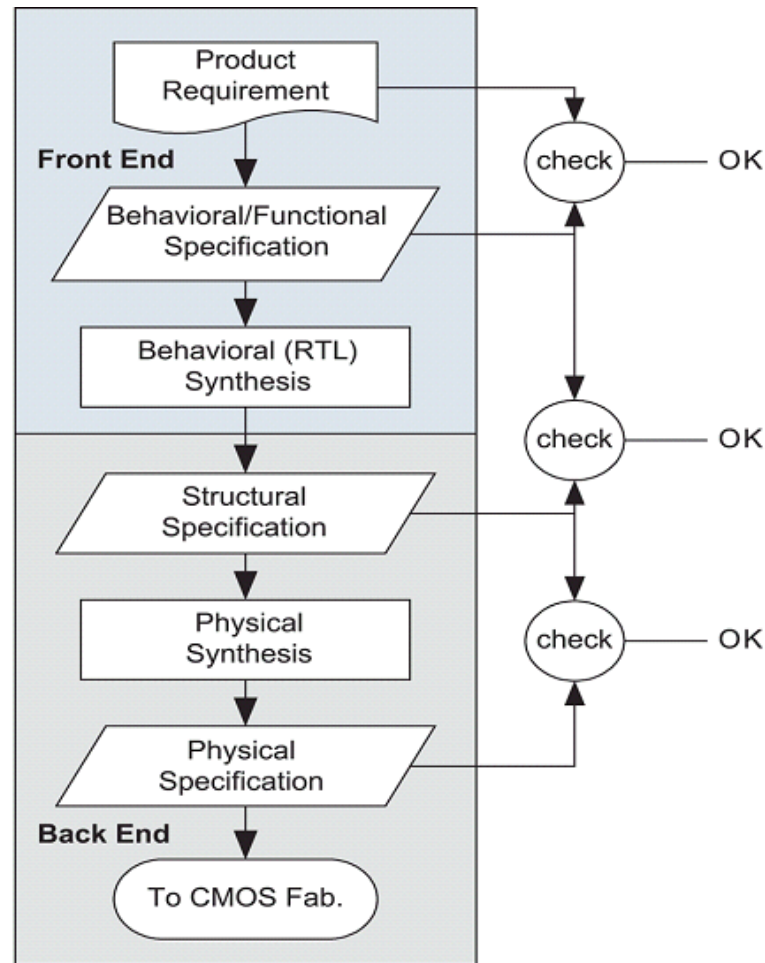 Product
Requirement
Front End
check
OK
Behavioral/Functional
Specification
Behavioral (RTL)
Synthesis
check
OK
Structural
Specification
Physical
Synthesis
check
OK
Physical
Specification
Back End
To CMOS Fab.